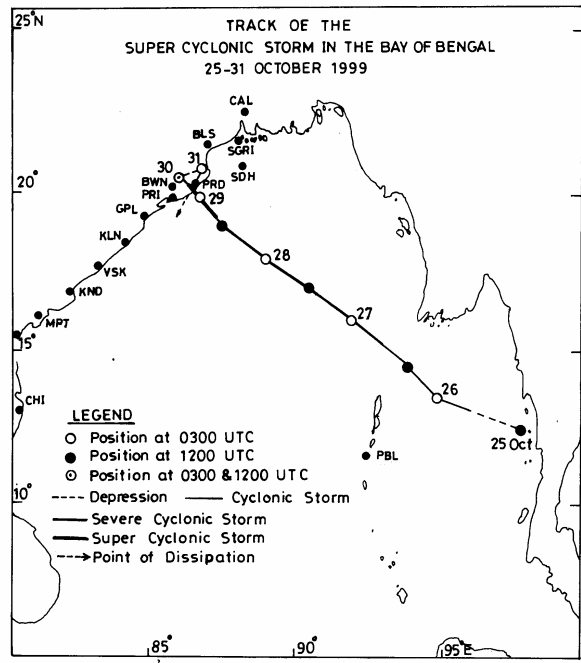 25°N
TRACK OE THE
SUPER CYCLONIC STORM IN THE BAY OF BENGAL
25-31 OCTOBER 1999
CAL
BLS
SGRI
31
SDH
30
20°
BWN
PRD
PRI
29
GPL
KLN
28
VSK
KND
27
MPT
15°
26
CHI
LEGEND
○ Position at 0300 UTC
● Position at 1200 UTC
25 Oct
PBL
⊙ Position at 0300 & 1200 UTC
Depression
Cyclonic Storm
10°
Severe Cyclonic Storm
Super Cyclonic Storm
Point of Dissipation
85°
90°
95°E